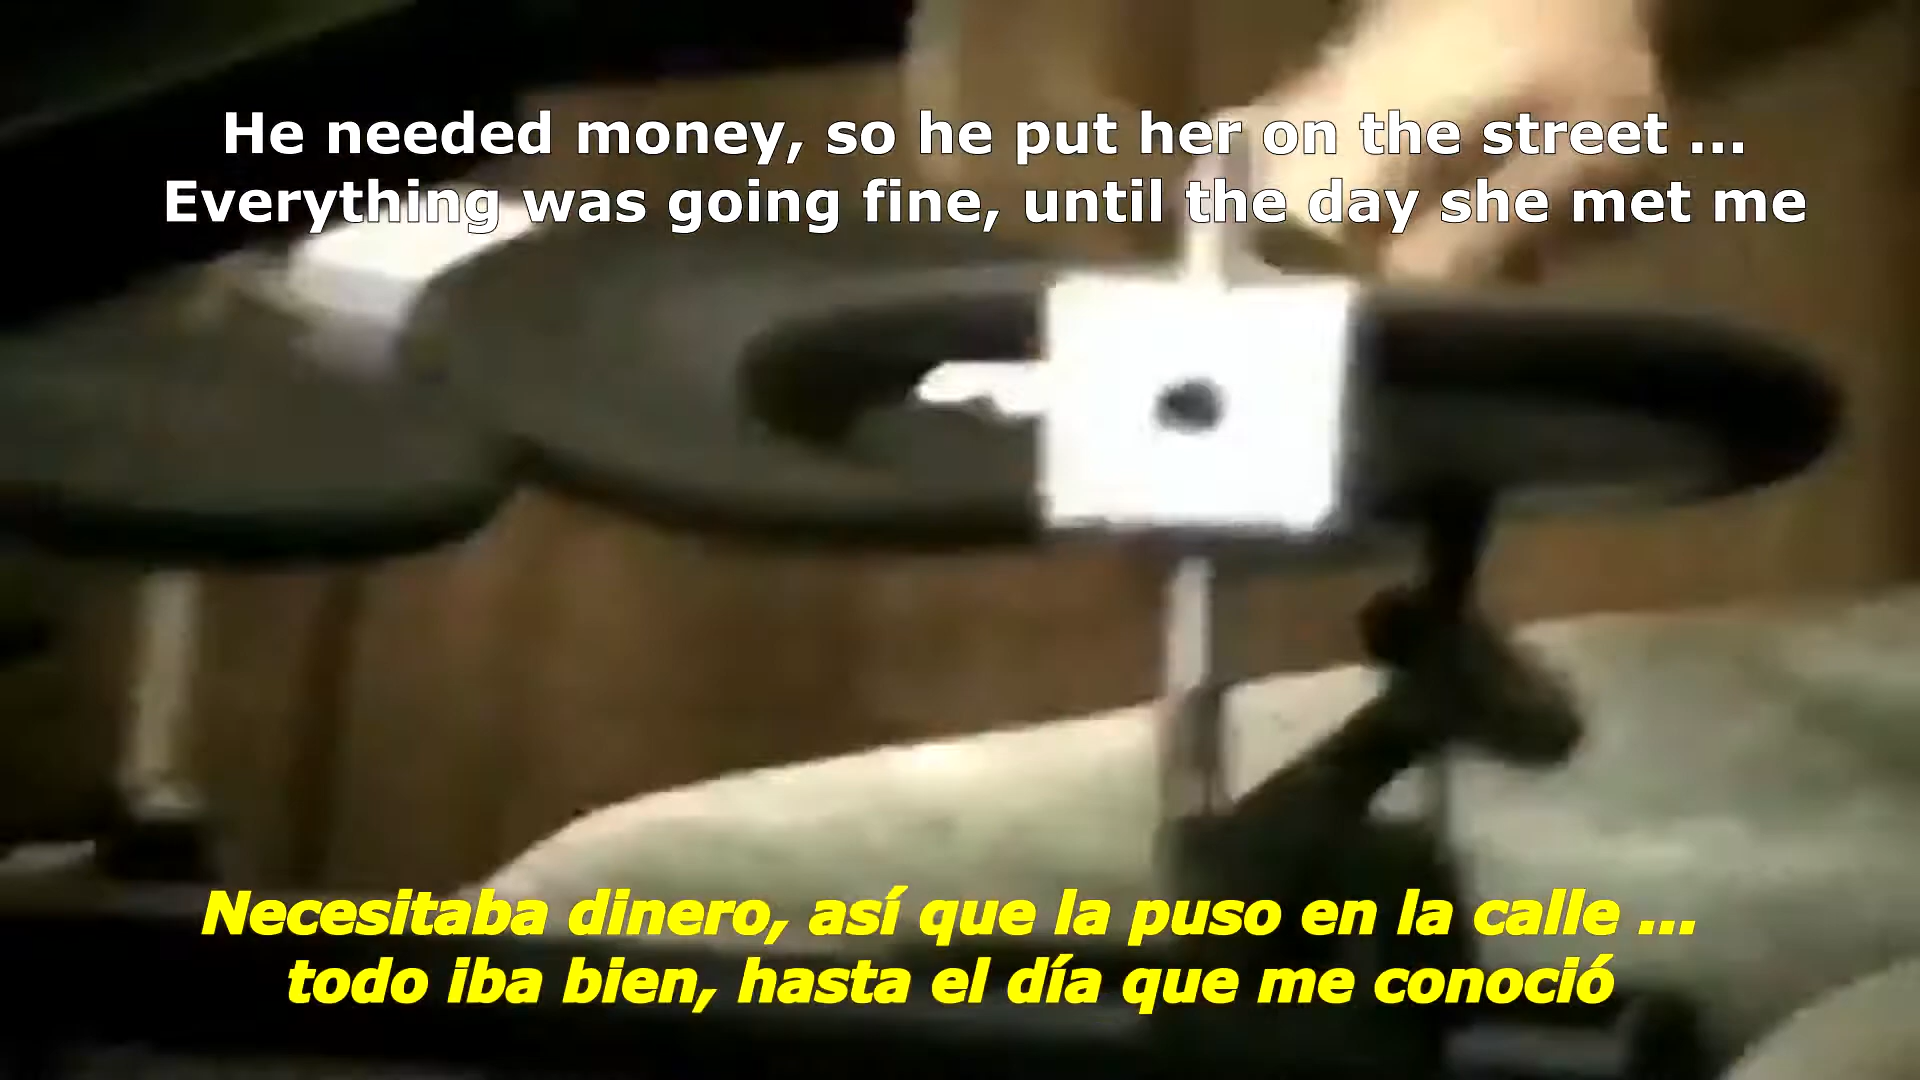 He needed money, so he put her on the street ...
Everything was going fine, until the day she met me
Necesitaba dinero, así que la puso en la calle ...
todo iba bien, hasta el día que me conoció